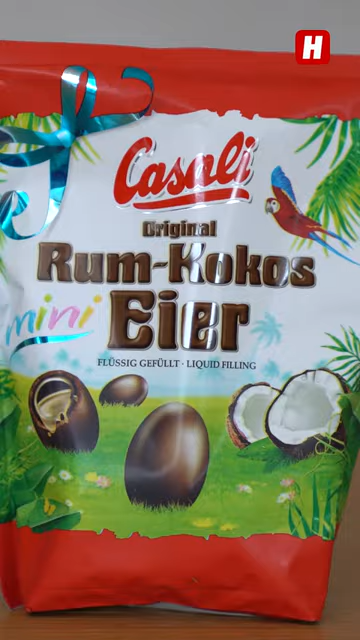 H
Casali
Original
Rum-Kokos
mini Eier
FLÜSSIG GEFÜLLT · LIQUID FILLING